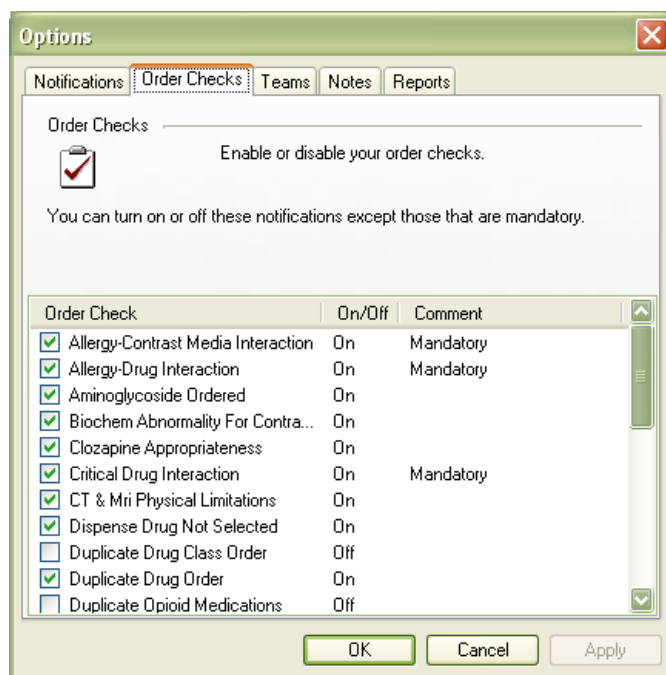 Options
Notifications Order Checks Teams Notes Reports
Order Checks
Enable or disable your order checks.
You can turn on or off these notifications except those that are mandatory.
Order Check On/Off Comment
Allergy-Contrast Media Interaction On Mandatory
Allergy-Drug Interaction On Mandatory
Aminoglycoside Ordered On
Biochem Abnormality For Contra... On
Clozapine Appropriateness On
Critical Drug Interaction On Mandatory
CT & Mri Physical Limitations On
Dispense Drug Not Selected On
Duplicate Drug Class Order Off
Duplicate Drug Order On
Duplicate Opioid Medications Off
OK Cancel Apply